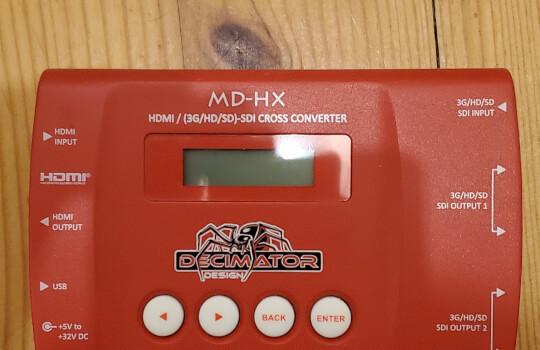 MD-HX
HDMI / (3G/HD/SD)-SDI CROSS CONVERTER
HDMI
INPUT
HDMI
HDMI
OUTPUT
USB
+5V to
+32V DC
3G/HD/SD
SDI INPUT
3G/HD/SD
SDI OUTPUT 1
3G/HD/SD
SDI OUTPUT 2
DECIMATOR
DESIGN
BACK
ENTER